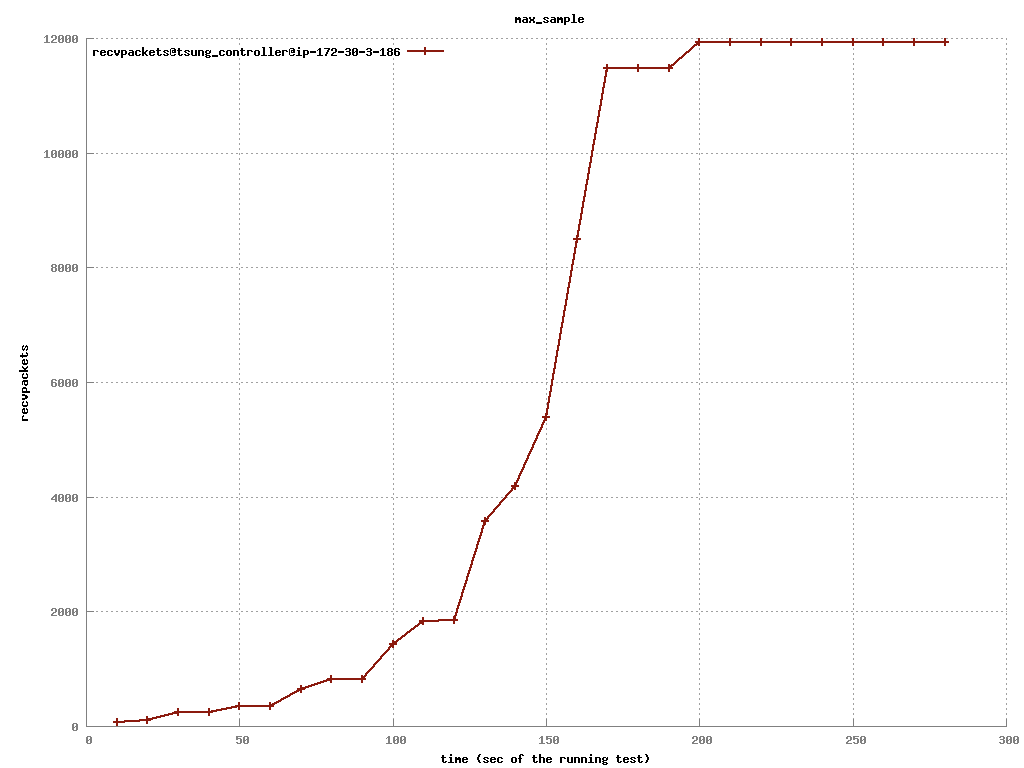 max_sample
recvpackets@tsung_controller@ip-172-30-3-186
12000
10000
8000
6000
4000
2000
0
recvpackets
0 50 100 150 200 250 300
time (sec of the running test)